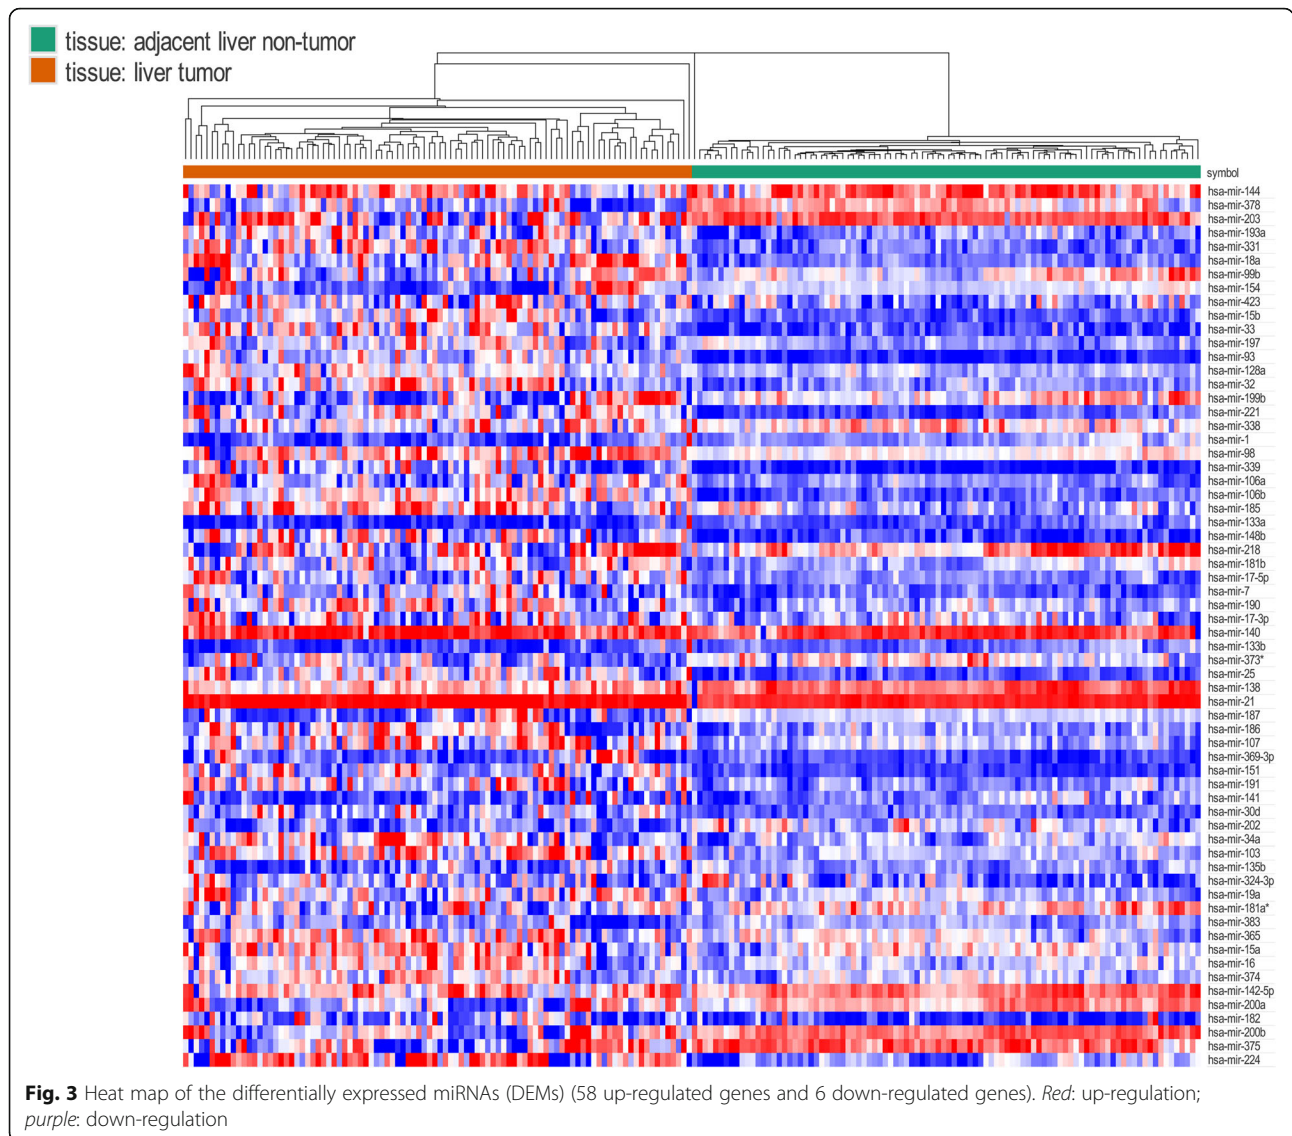 tissue: adjacent liver non-tumor
tissue: liver tumor
symbol
hsa-mir-144
hsa-mir-378
hsa-mir-203
hsa-mir-193a
hsa-mir-331
hsa-mir-18a
hsa-mir-99b
hsa-mir-154
hsa-mir-423
hsa-mir-15b
hsa-mir-33
hsa-mir-197
hsa-mir-93
hsa-mir-128a
hsa-mir-32
hsa-mir-199b
hsa-mir-221
hsa-mir-338
hsa-mir-1
hsa-mir-98
hsa-mir-339
hsa-mir-106a
hsa-mir-106b
hsa-mir-185
hsa-mir-133a
hsa-mir-148b
hsa-mir-218
hsa-mir-181b
hsa-mir-17-5p
hsa-mir-7
hsa-mir-190
hsa-mir-17-3p
hsa-mir-140
hsa-mir-133b
hsa-mir-373*
hsa-mir-25
hsa-mir-138
hsa-mir-21
hsa-mir-187
hsa-mir-186
hsa-mir-107
hsa-mir-369-3p
hsa-mir-151
hsa-mir-191
hsa-mir-141
hsa-mir-30d
hsa-mir-202
hsa-mir-34a
hsa-mir-103
hsa-mir-135b
hsa-mir-324-3p
hsa-mir-19a
hsa-mir-181a*
hsa-mir-383
hsa-mir-365
hsa-mir-15a
hsa-mir-16
hsa-mir-374
hsa-mir-142-5p
hsa-mir-200a
hsa-mir-182
hsa-mir-200b
hsa-mir-375
hsa-mir-224
Fig. 3 Heat map of the differentially expressed miRNAs (DEMs) (58 up-regulated genes and 6 down-regulated genes). Red: up-regulation;
purple: down-regulation